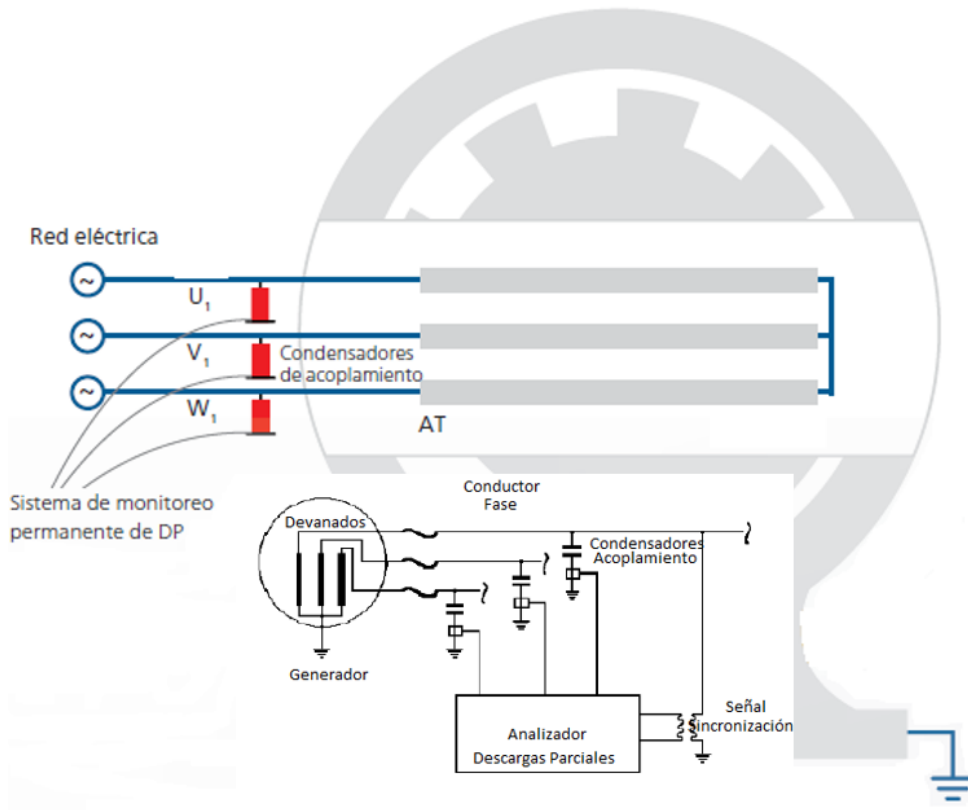 Red eléctrica
~
U1
~
V1
Condensadores
de acoplamiento
~
W1
AT
Sistema de monitoreo
permanente de DP
Conductor
Fase
Devanados
Condensadores
Acoplamiento
Generador
Señal
Sincronización
Analizador
Descargas Parciales